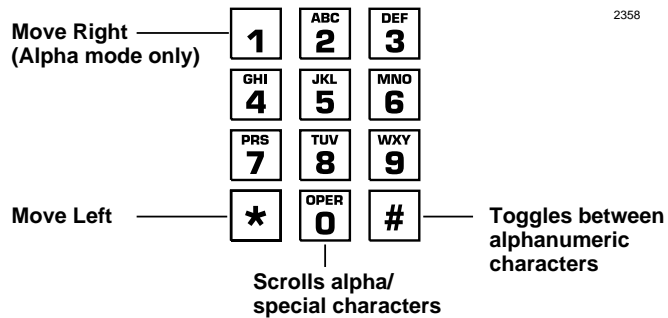 2358
Move Right
(Alpha mode only)
1
ABC
2
DEF
3
GHI
4
JKL
5
MNO
6
PRS
7
TUV
8
WXY
9
Move Left
*
OPER
0
#
Toggles between
alphanumeric
characters
Scrolls alpha/
special characters